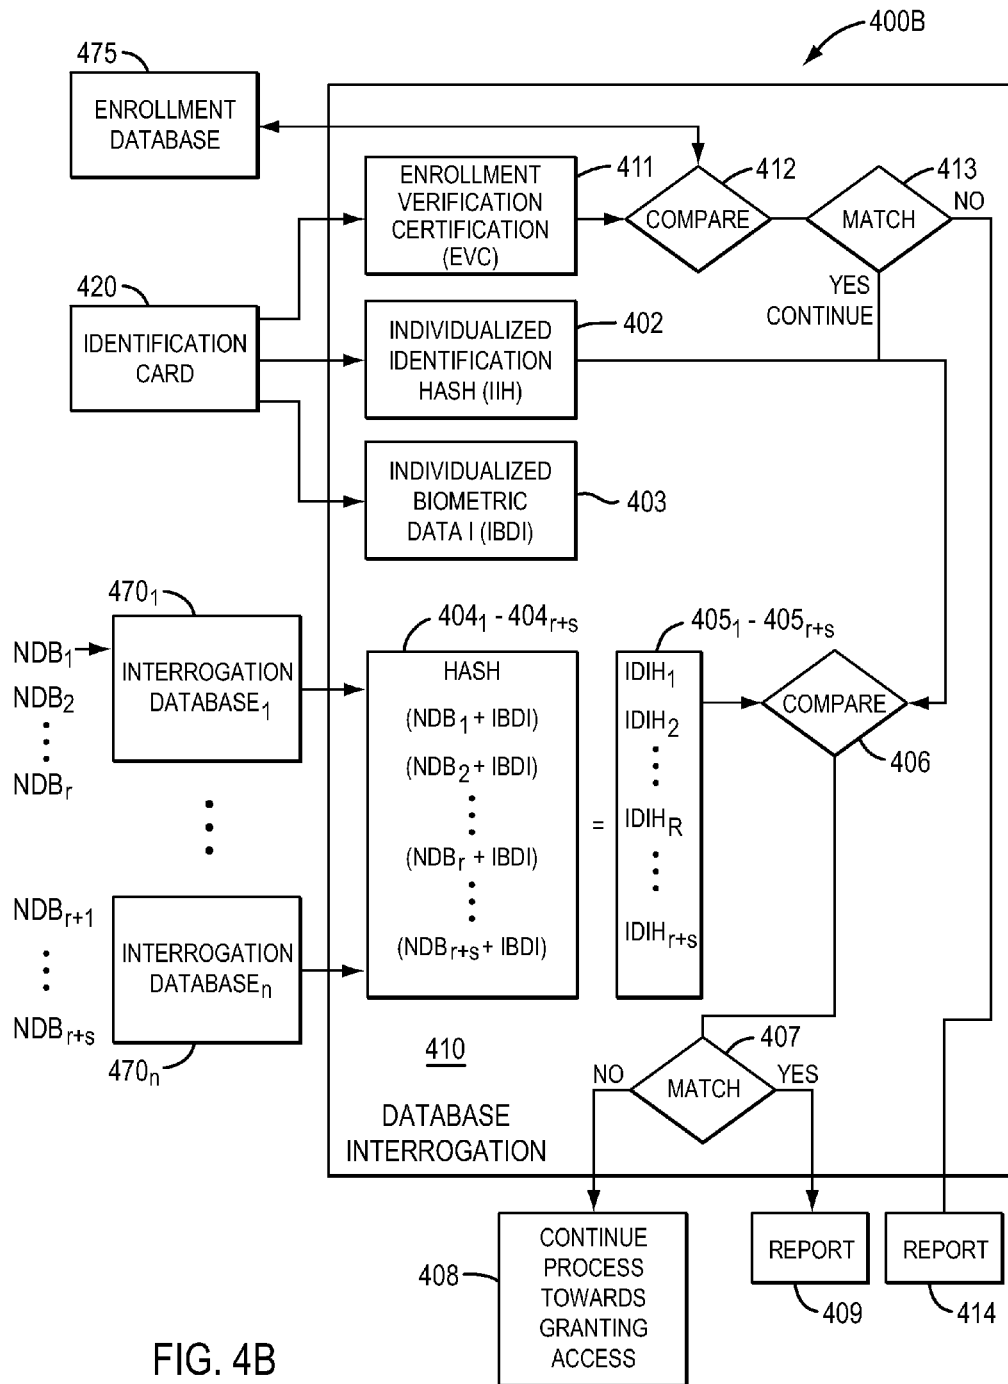 400B
475
ENROLLMENT
DATABASE
411
ENROLLMENT
VERIFICATION
CERTIFICATION
(EVC)
412
COMPARE
413
MATCH
NO
YES
CONTINUE
420
IDENTIFICATION
CARD
402
INDIVIDUALIZED
IDENTIFICATION
HASH (IIH)
INDIVIDUALIZED
BIOMETRIC
DATA I (IBDI)
403
470₁
NDB₁
NDB₂
NDBᵣ
INTERROGATION
DATABASE₁
404₁ - 404ᵣ₊ₛ
HASH
(NDB₁ + IBDI)
(NDB₂ + IBDI)
(NDBᵣ + IBDI)
(NDBᵣ₊ₛ + IBDI)
=
405₁ - 405ᵣ₊ₛ
IDIH₁
IDIH₂
IDIH_R
IDIHᵣ₊ₛ
COMPARE
406
NDBᵣ₊₁
NDBᵣ₊ₛ
INTERROGATION
DATABASEₙ
470ₙ
410
DATABASE
INTERROGATION
407
NO
MATCH
YES
408
CONTINUE
PROCESS
TOWARDS
GRANTING
ACCESS
REPORT
409
REPORT
414
FIG. 4B